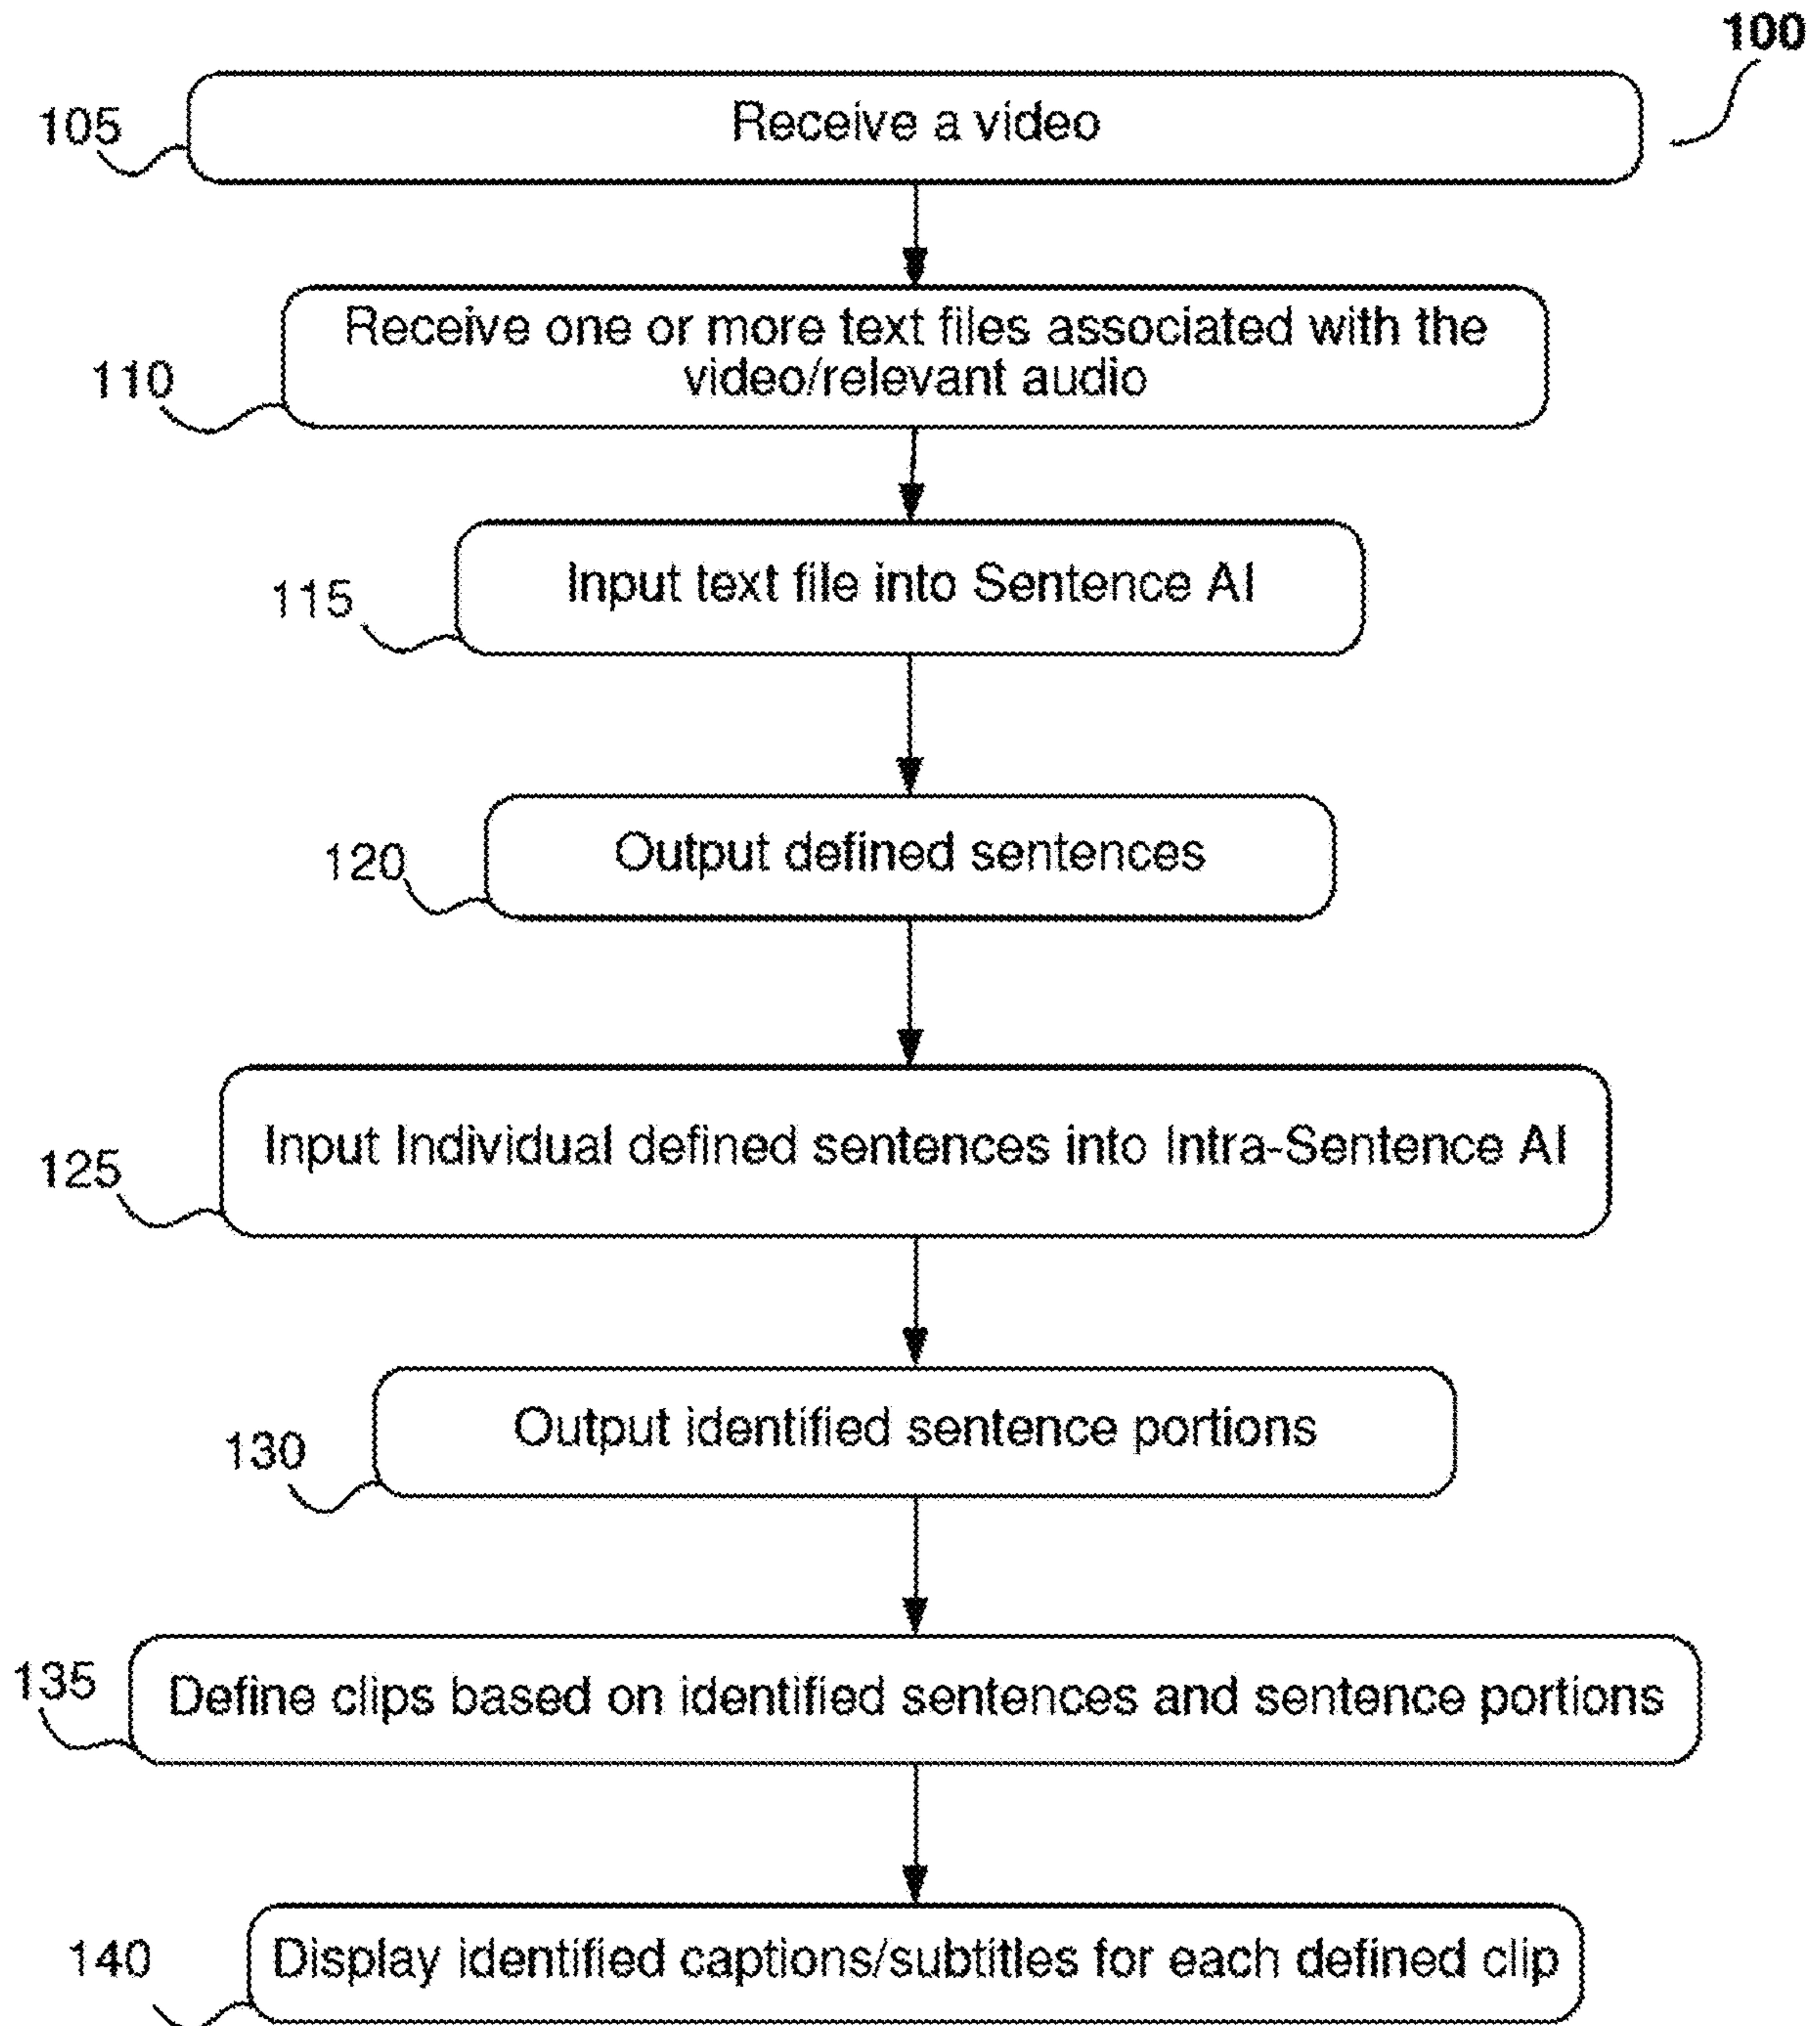 100
105
Receive a video
110
Receive one or more text files associated with the
video/relevant audio
115
Input text file into Sentence AI
120
Output defined sentences
125
Input Individual defined sentences into Intra-Sentence AI
130
Output identified sentence portions
135
Define clips based on identified sentences and sentence portions
140
Display identified captions/subtitles for each defined clip